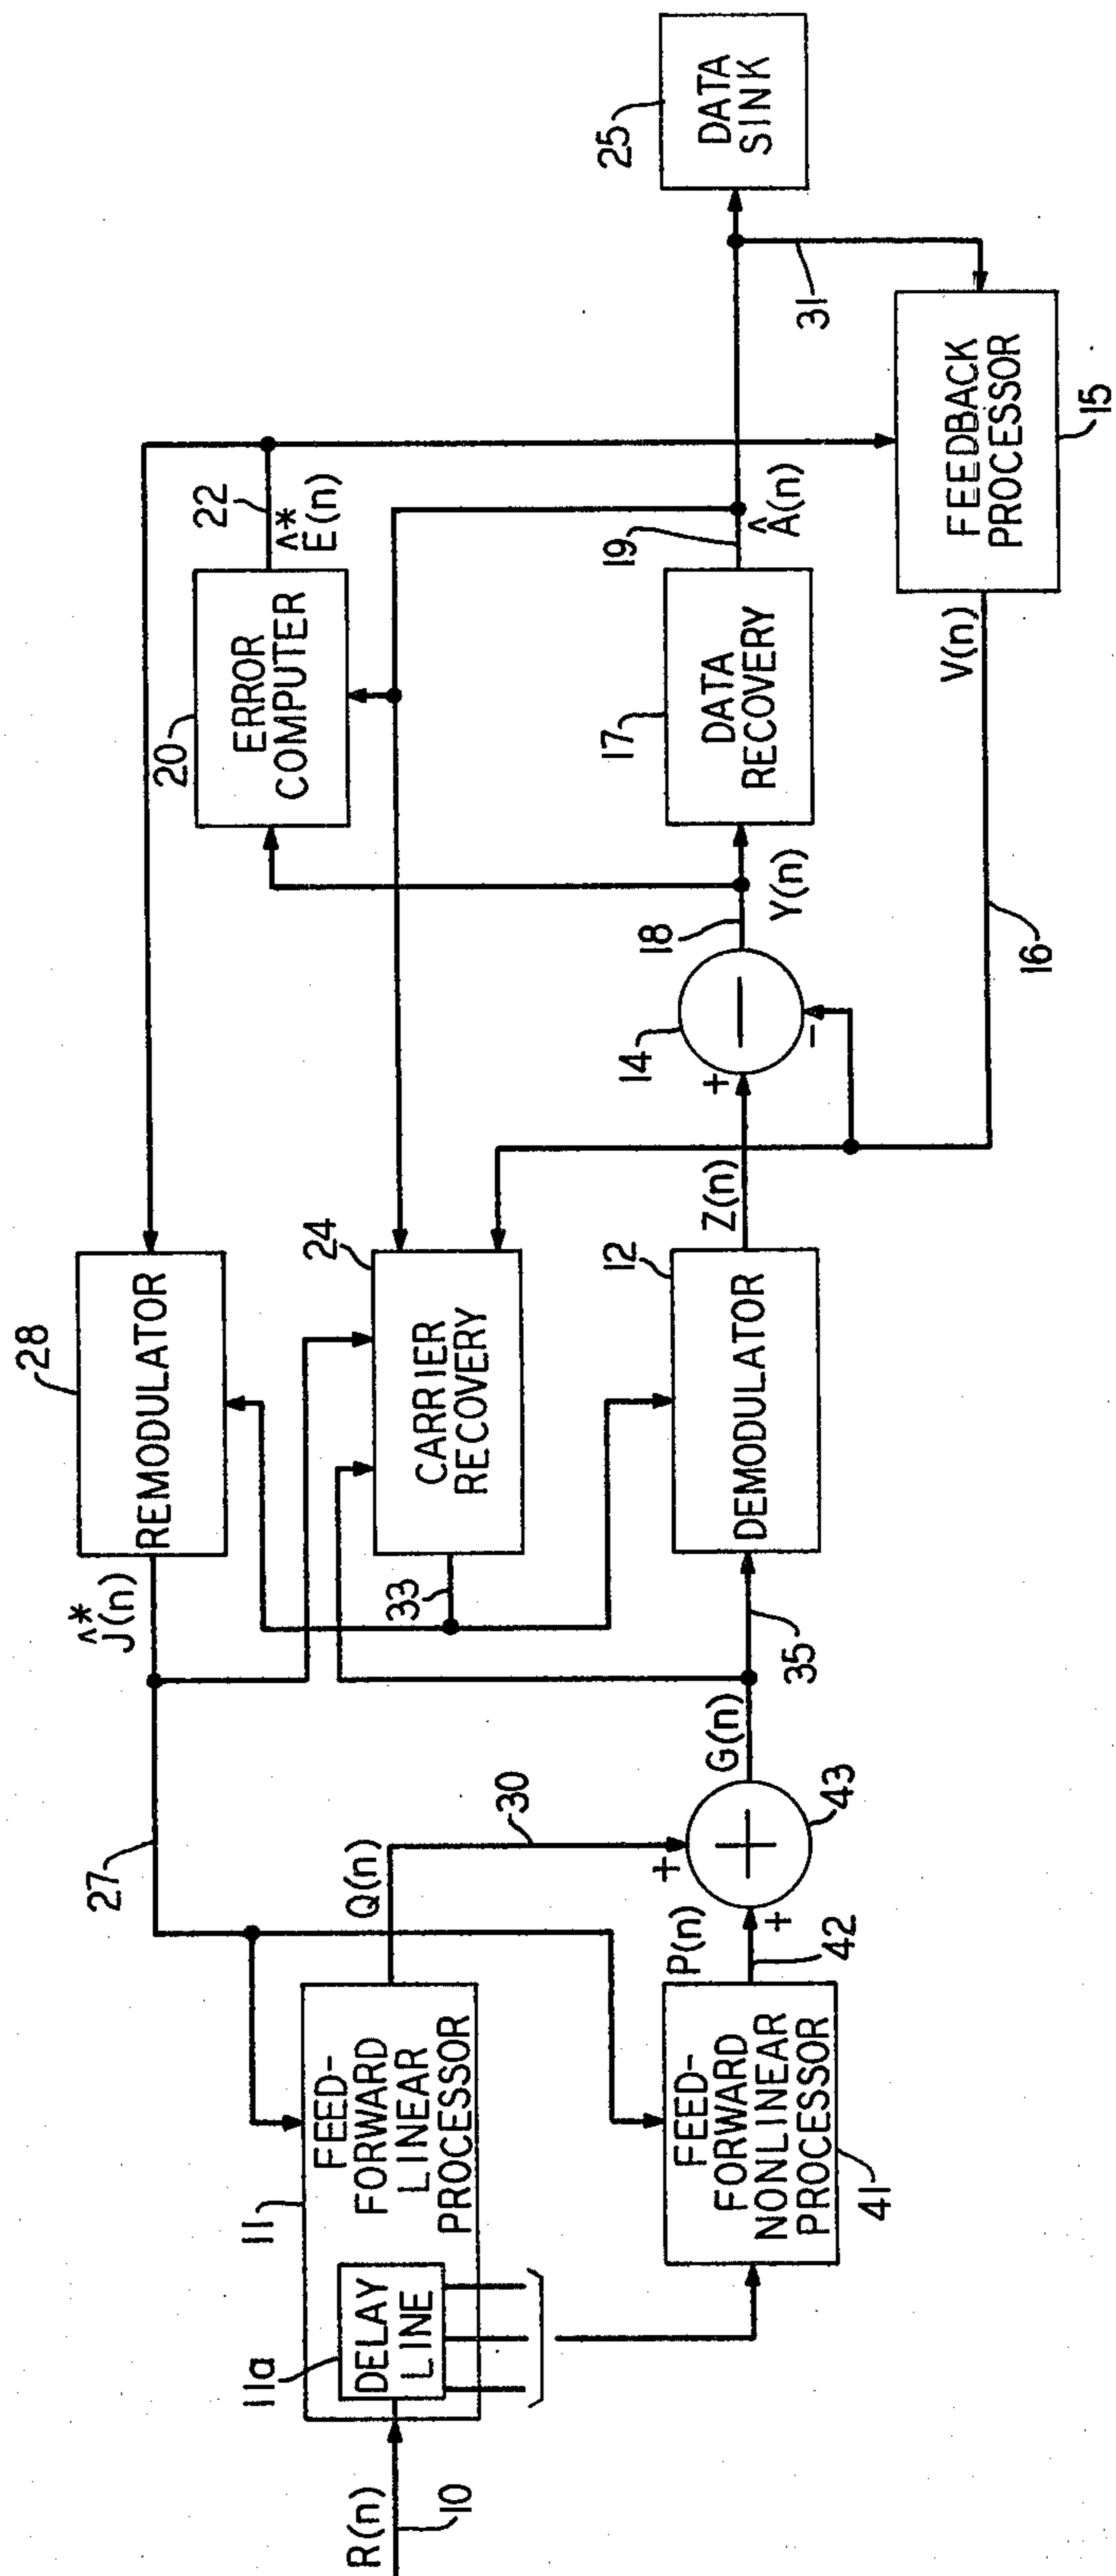 R(n)
10
11
11a
DELAY
LINE
FEED-
FORWARD
LINEAR
PROCESSOR
FEED-
FORWARD
NONLINEAR
PROCESSOR
41
27
Q(n)
30
P(n)
42
+
+
+
43
G(n)
35
Ĵ*(n)
28
REMODULATOR
33
24
CARRIER
RECOVERY
12
DEMODULATOR
Z(n)
14
+
−
−
18
Y(n)
16
20
ERROR
COMPUTER
22
Ê*(n)
17
DATA
RECOVERY
19
Â(n)
V(n)
FEEDBACK
PROCESSOR
15
31
25
DATA
SINK